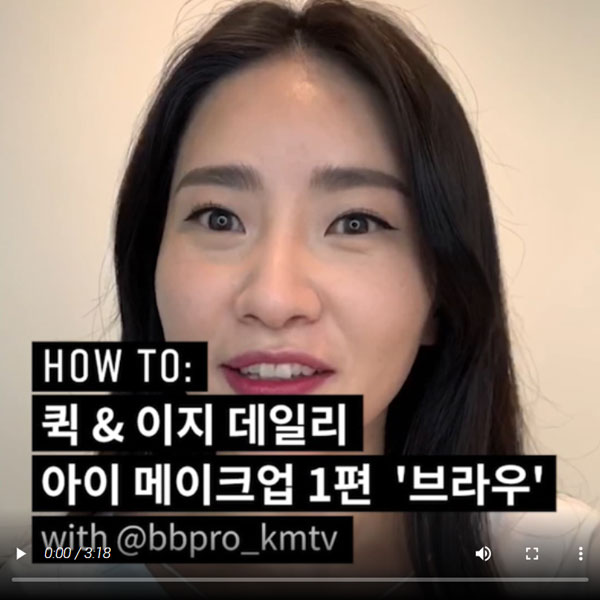 HOW TO:
퀵 & 이지 데일리
아이 메이크업 1편 '브라우'
with @bbpro_kmtv
0:00 / 3:18